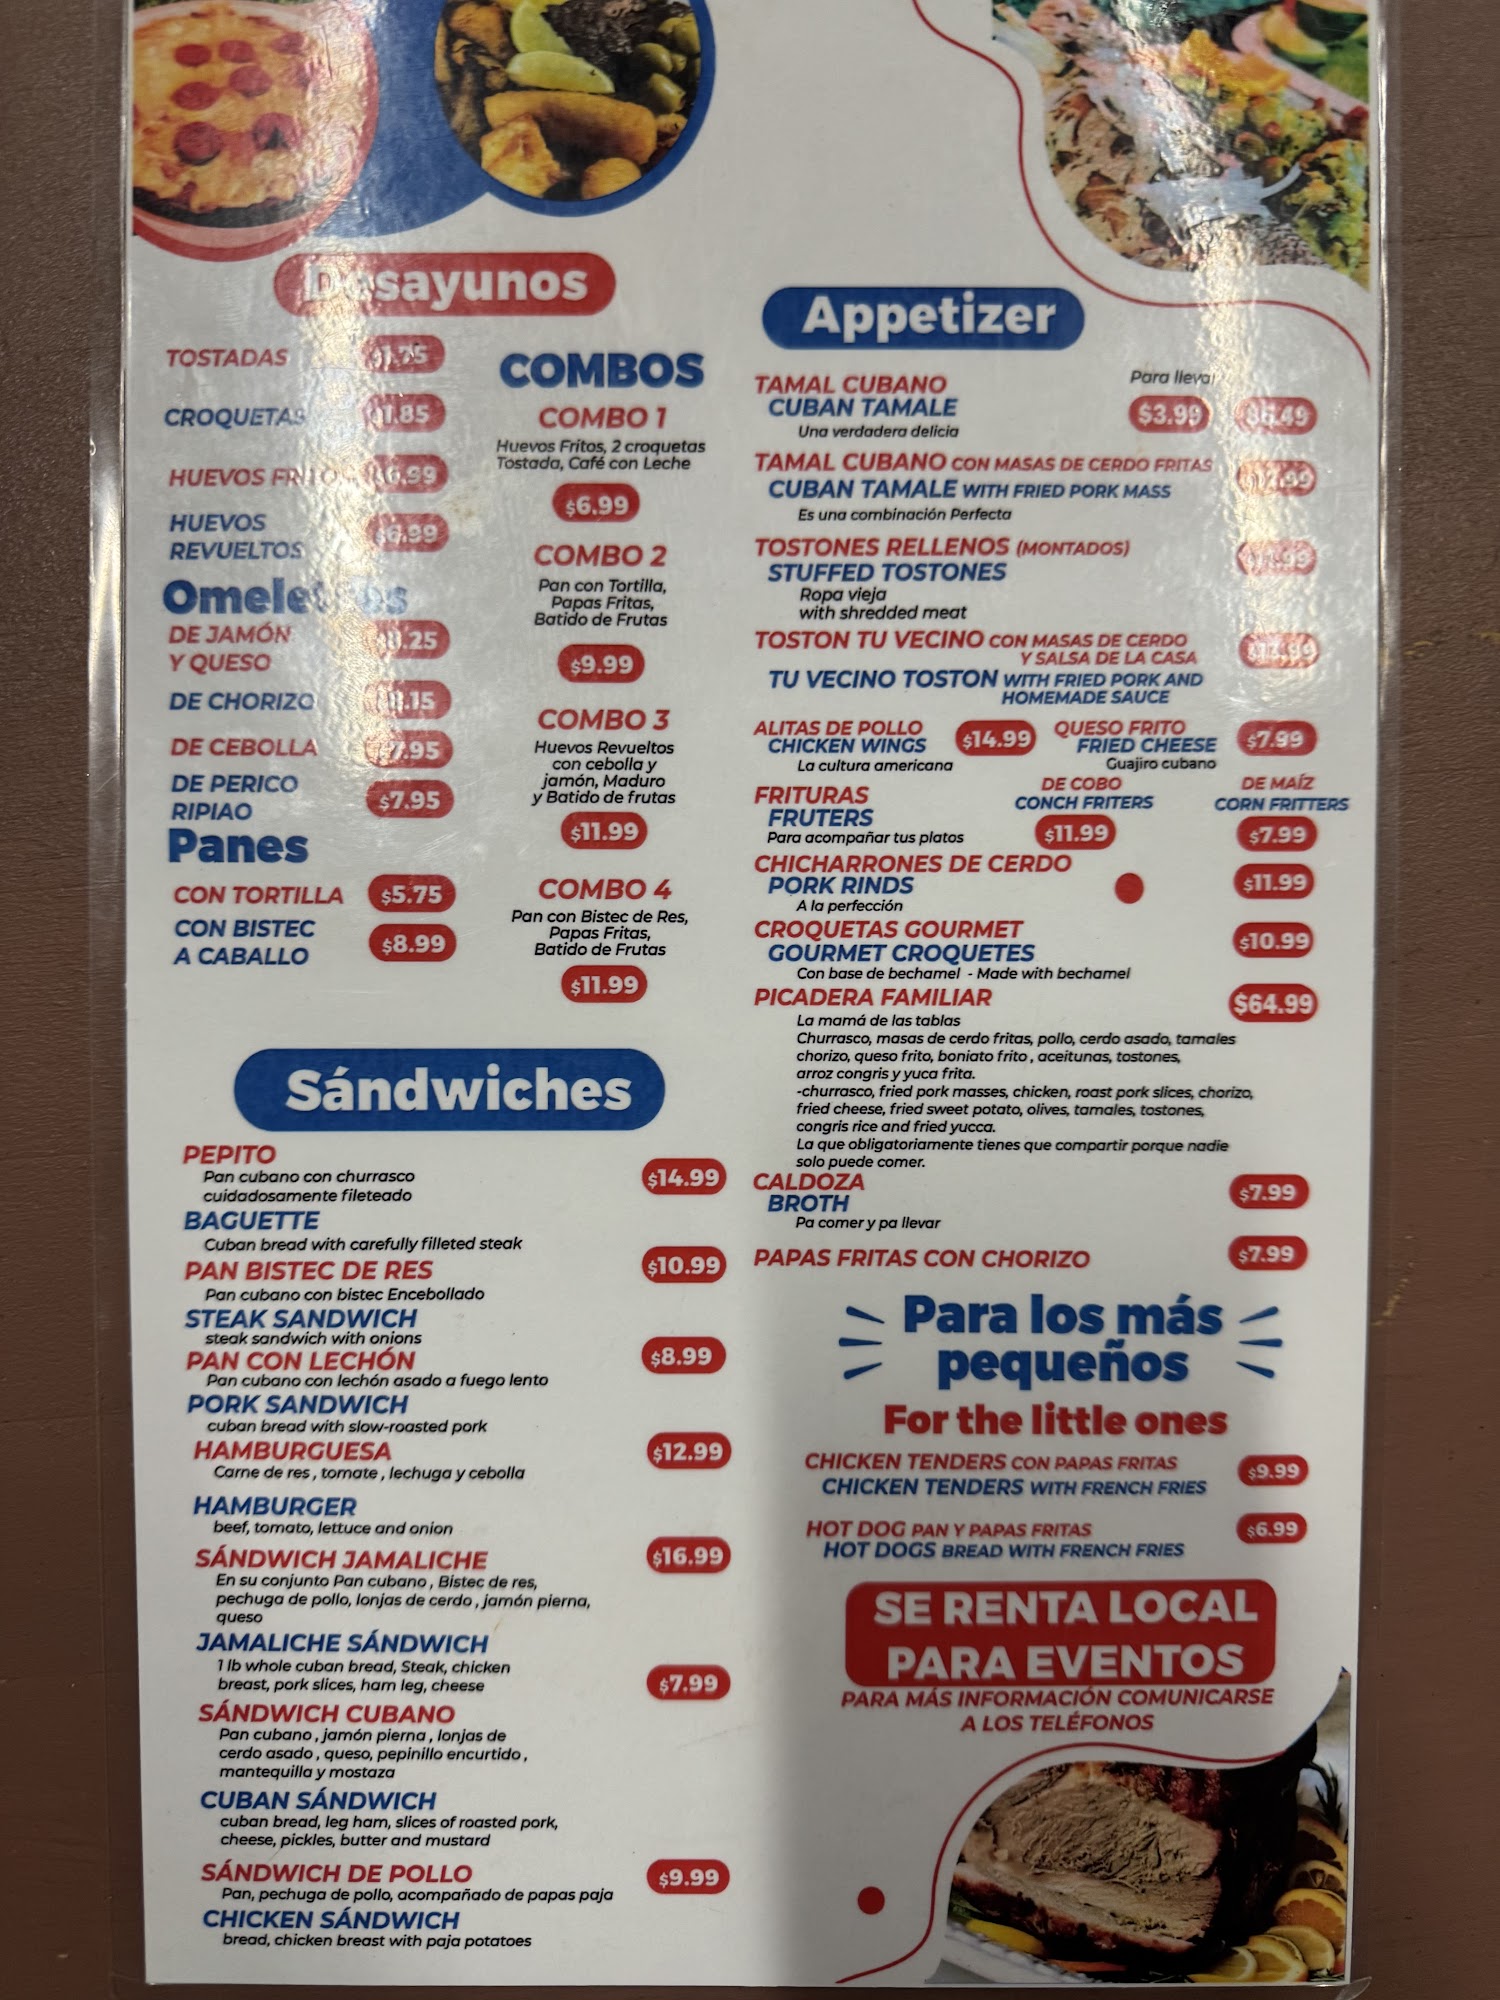 Desayunos
TOSTADAS $1.75
CROQUETAS $1.85
HUEVOS FRITOS $6.99
HUEVOS
REVUELTOS $6.99
DE JAMÓN
Y QUESO
DE CHORIZO
DE CEBOLLA $7.95
DE PERICO
RIPIAO $7.95
Panes
CON TORTILLA $5.75
CON BISTEC
A CABALLO $8.99
COMBOS
COMBO 1
Huevos Fritos, 2 croquetas
Tostada, Café con Leche
$6.99
COMBO 2
Pan con Tortilla,
Papas Fritas,
Batido de Frutas
$9.99
COMBO 3
Huevos Revueltos
con cebolla y
jamón, Maduro
y Batido de frutas
$11.99
COMBO 4
Pan con Bistec de Res,
Papas Fritas,
Batido de Frutas
$11.99
Sándwiches
PEPITO $14.99
Pan cubano con churrasco
cuidadosamente fileteado
BAGUETTE
Cuban bread with carefully filleted steak
PAN BISTEC DE RES $10.99
Pan cubano con bistec Encebollado
STEAK SANDWICH
steak sandwich with onions
PAN CON LECHÓN $8.99
Pan cubano con lechón asado a fuego lento
PORK SANDWICH
cuban bread with slow-roasted pork
HAMBURGUESA $12.99
Carne de res , tomate , lechuga y cebolla
HAMBURGER
beef, tomato, lettuce and onion
SÁNDWICH JAMALICHE $16.99
En su conjunto Pan cubano , Bistec de res,
pechuga de pollo, lonjas de cerdo , jamón pierna,
queso
JAMALICHE SÁNDWICH
1 lb whole cuban bread, Steak, chicken
breast, pork slices, ham leg, cheese
SÁNDWICH CUBANO $7.99
Pan cubano , jamón pierna , lonjas de
cerdo asado , queso, pepinillo encurtido ,
mantequilla y mostaza
CUBAN SÁNDWICH
cuban bread, leg ham, slices of roasted pork,
cheese, pickles, butter and mustard
SÁNDWICH DE POLLO $9.99
Pan, pechuga de pollo, acompañado de papas paja
CHICKEN SÁNDWICH
bread, chicken breast with paja potatoes
Appetizer
Para llevar
TAMAL CUBANO $3.99 $6.49
CUBAN TAMALE
Una verdadera delicia
TAMAL CUBANO CON MASAS DE CERDO FRITAS
CUBAN TAMALE WITH FRIED PORK MASS
Es una combinación Perfecta
TOSTONES RELLENOS (MONTADOS)
STUFFED TOSTONES
Ropa vieja
with shredded meat
TOSTON TU VECINO CON MASAS DE CERDO
Y SALSA DE LA CASA
TU VECINO TOSTON WITH FRIED PORK AND
HOMEMADE SAUCE
ALITAS DE POLLO $14.99
CHICKEN WINGS
La cultura americana
QUESO FRITO $7.99
FRIED CHEESE
Guajiro cubano
FRITURAS
FRUTERS
Para acompañar tus platos
DE COBO
CONCH FRITERS
$11.99
DE MAÍZ
CORN FRITTERS
$7.99
CHICHARRONES DE CERDO $11.99
PORK RINDS
A la perfección
CROQUETAS GOURMET $10.99
GOURMET CROQUETES
Con base de bechamel - Made with bechamel
PICADERA FAMILIAR $64.99
La mamá de las tablas
Churrasco, masas de cerdo fritas, pollo, cerdo asado, tamales
chorizo, queso frito, boniato frito , aceitunas, tostones,
arroz congris y yuca frita.
-churrasco, fried pork masses, chicken, roast pork slices, chorizo,
fried cheese, fried sweet potato, olives, tamales, tostones,
congris rice and fried yucca.
La que obligatoriamente tienes que compartir porque nadie
solo puede comer.
CALDOZA $7.99
BROTH
Pa comer y pa llevar
PAPAS FRITAS CON CHORIZO $7.99
Para los más
pequeños
For the little ones
CHICKEN TENDERS CON PAPAS FRITAS $9.99
CHICKEN TENDERS WITH FRENCH FRIES
HOT DOG PAN Y PAPAS FRITAS $6.99
HOT DOGS BREAD WITH FRENCH FRIES
SE RENTA LOCAL
PARA EVENTOS
PARA MÁS INFORMACIÓN COMUNICARSE
A LOS TELÉFONOS